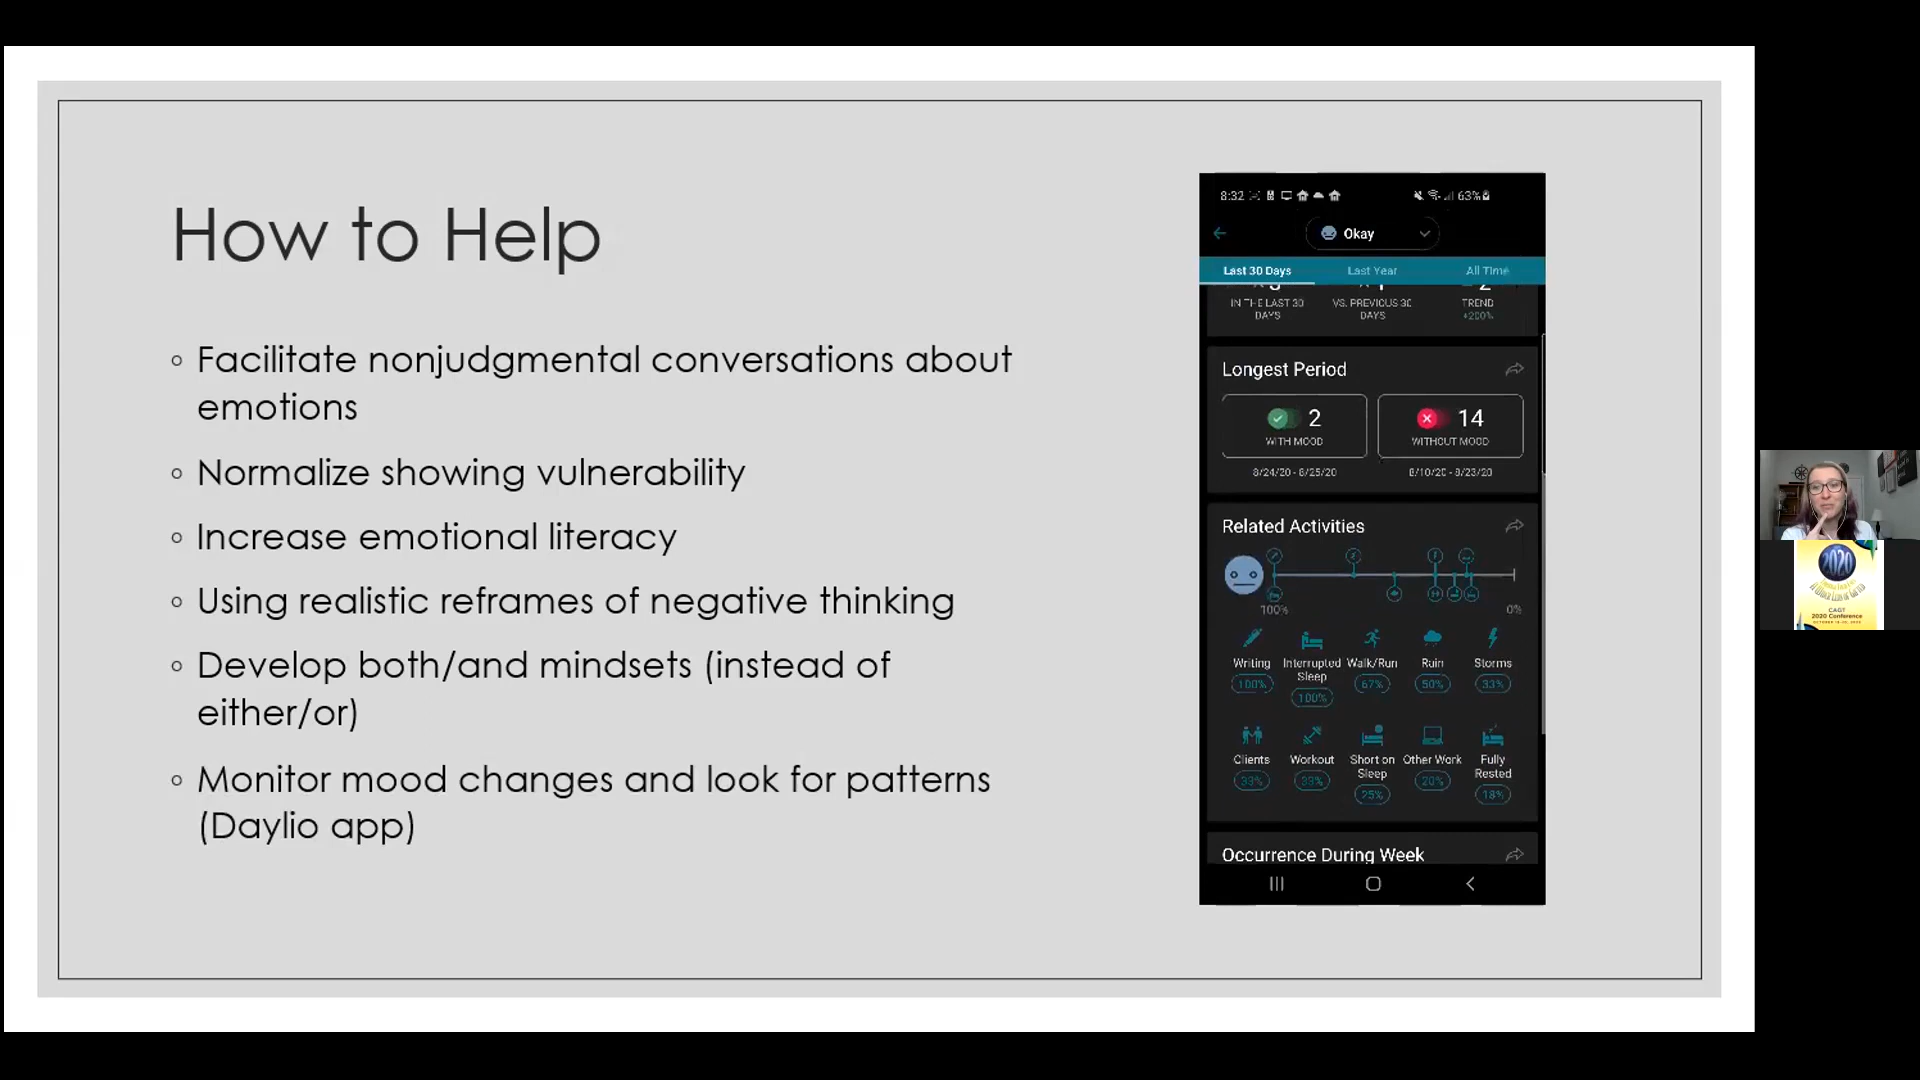 How to Help
Facilitate nonjudgmental conversations about
emotions
Normalize showing vulnerability
Increase emotional literacy
Using realistic reframes of negative thinking
Develop both/and mindsets (instead of
either/or)
Monitor mood changes and look for patterns
(Daylio app)
8:32 63%
Okay
Last 30 Days Last Year All Time
IN THE LAST 30 VS. PREVIOUS 30 TREND
DAYS DAYS +200%
Longest Period
2 14
WITH MOOD WITHOUT MOOD
8/24/20 - 8/25/20 8/10/20 - 8/23/20
Related Activities
100% 0%
Writing Interrupted Walk/Run Rain Storms
Sleep
100% 67% 50% 33%
100%
Clients Workout Short on Other Work Fully
Sleep Rested
33% 33% 20%
25% 18%
Occurrence During Week
2020
CAGT
2020 Conference